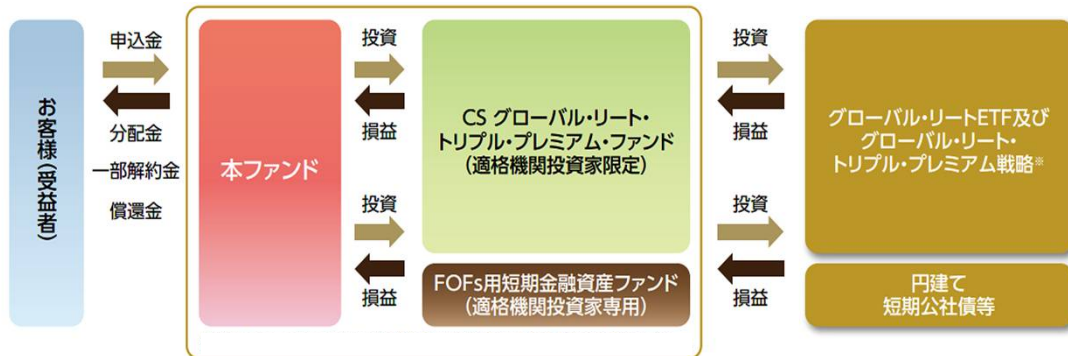 お客様(受益者)
申込金
分配金
一部解約金
償還金
本ファンド
投資
損益
投資
損益
CS グローバル・リート・
トリプル・プレミアム・ファンド
(適格機関投資家限定)
FOFs用短期金融資産ファンド
(適格機関投資家専用)
投資
損益
投資
損益
グローバル・リートETF及び
グローバル・リート・
トリプル・プレミアム戦略※
円建て
短期公社債等